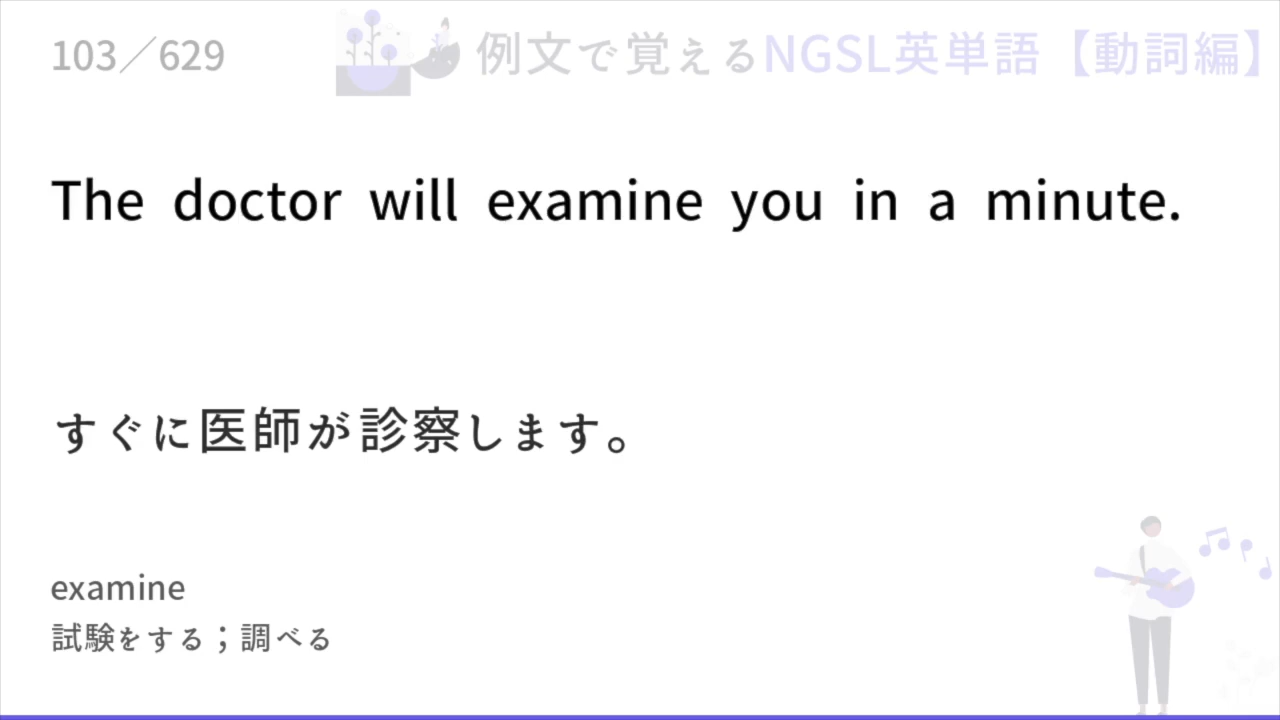 103／629
例文で覚えるNGSL英単語【動詞編】
The doctor will examine you in a minute.
すぐに医師が診察します。
examine
試験をする；調べる